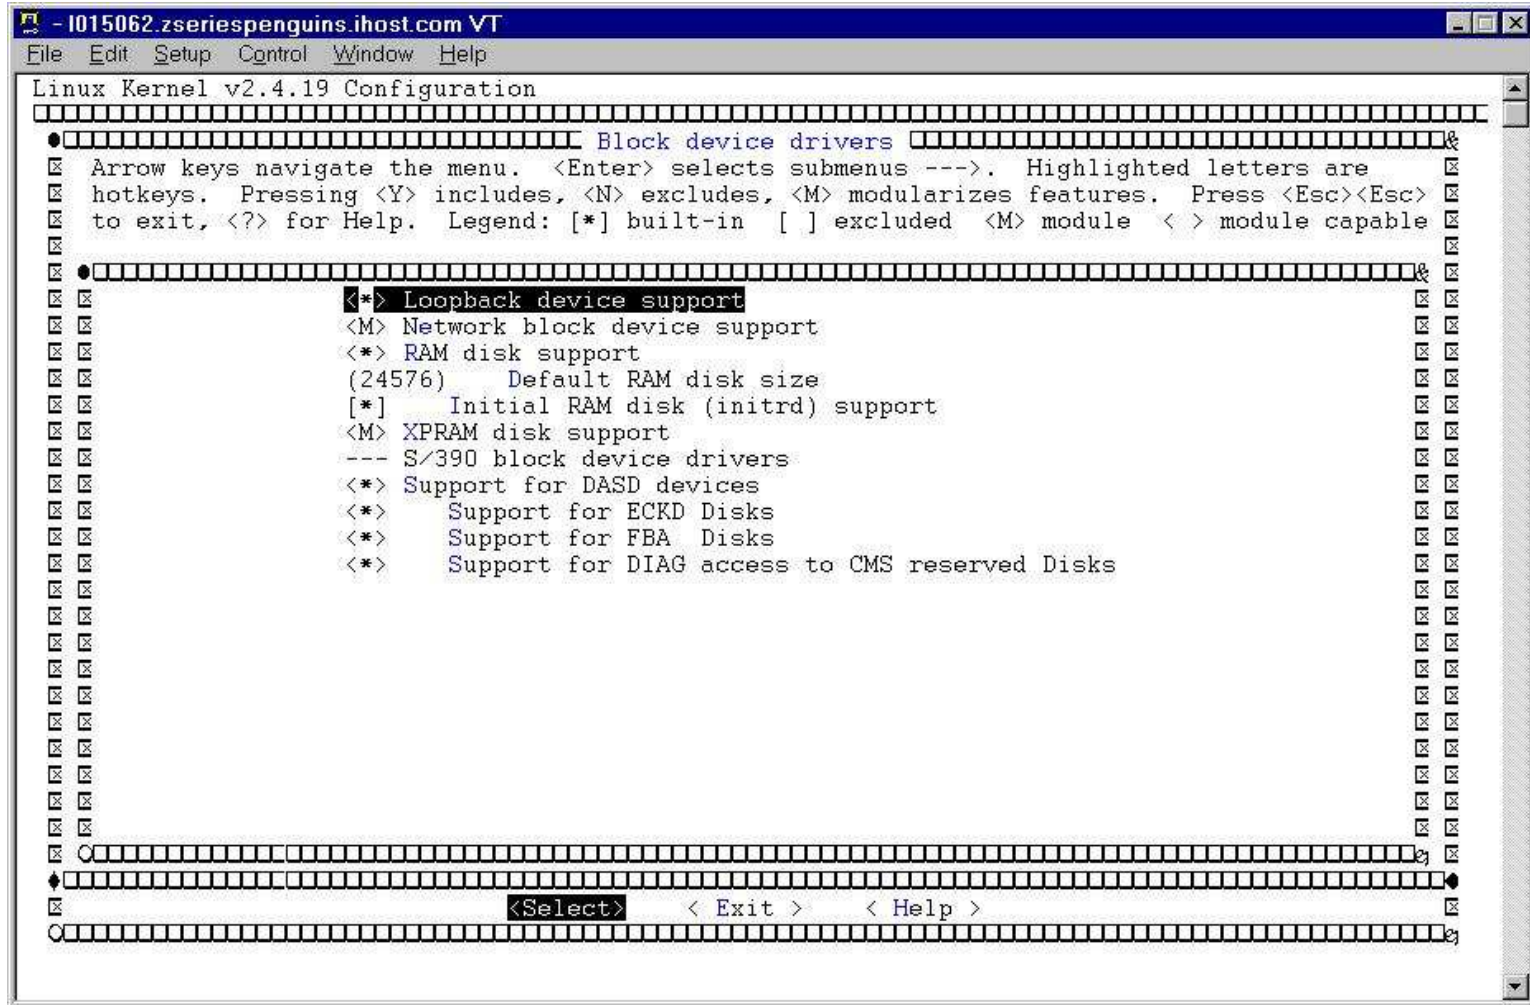 - l015062.zseriespenguins.ihost.com VT
File Edit Setup Control Window Help
Linux Kernel v2.4.19 Configuration
Block device drivers
Arrow keys navigate the menu. <Enter> selects submenus --->. Highlighted letters are
hotkeys. Pressing <Y> includes, <N> excludes, <M> modularizes features. Press <Esc><Esc>
to exit, <?> for Help. Legend: [*] built-in [ ] excluded <M> module < > module capable
<*> Loopback device support
<M> Network block device support
<*> RAM disk support
(24576) Default RAM disk size
[*] Initial RAM disk (initrd) support
<M> XPRAM disk support
--- S/390 block device drivers
<*> Support for DASD devices
<*> Support for ECKD Disks
<*> Support for FBA Disks
<*> Support for DIAG access to CMS reserved Disks
<Select> < Exit > < Help >